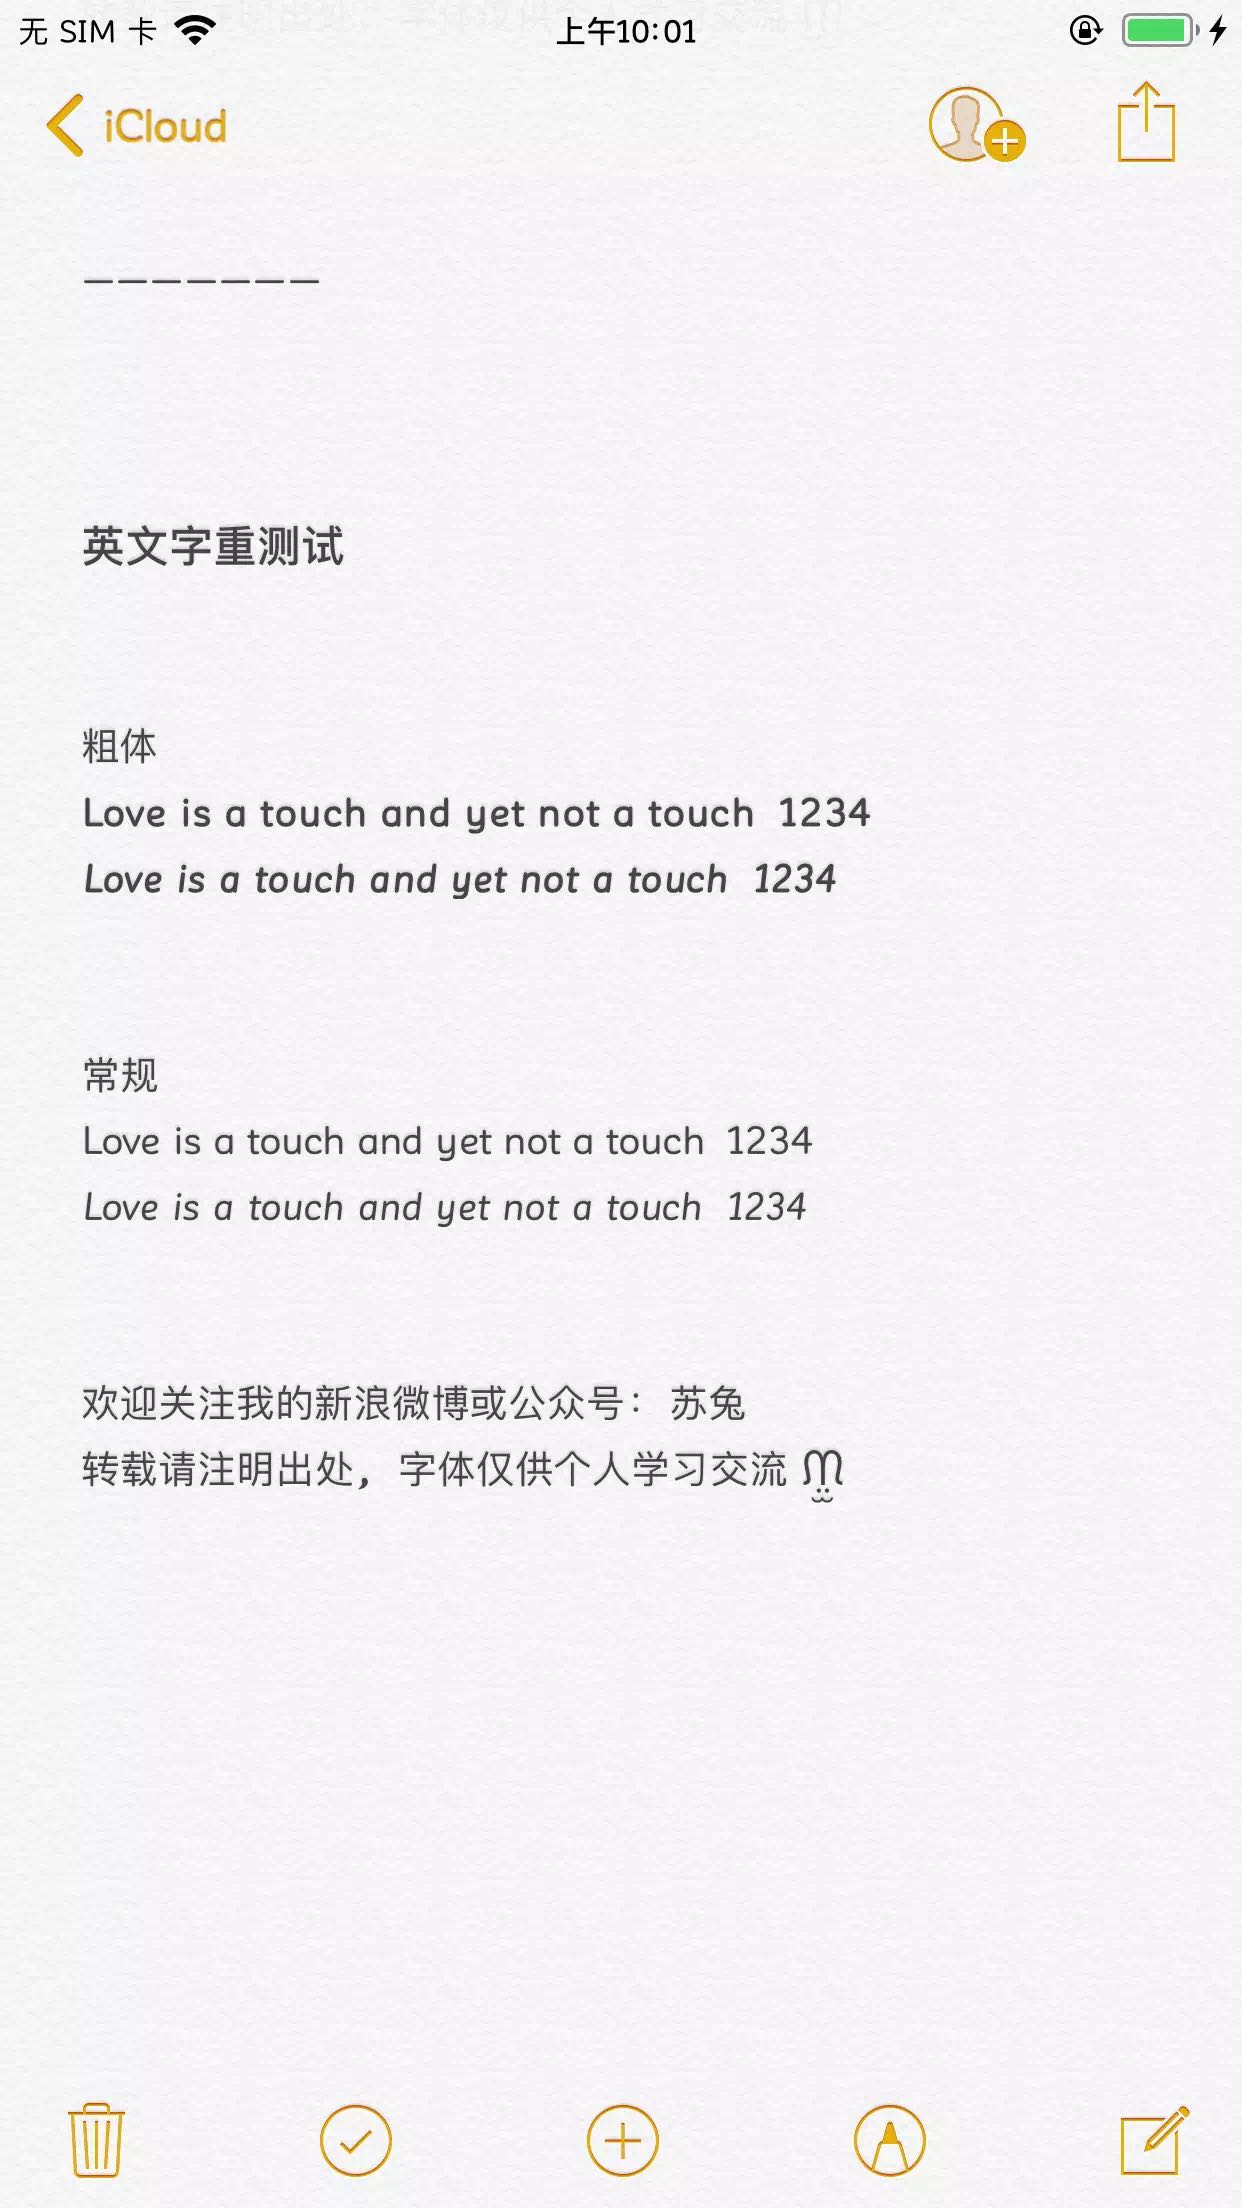 无 SIM 卡 上午10:01
iCloud
———————
英文字重测试
粗体
Love is a touch and yet not a touch 1234
Love is a touch and yet not a touch 1234
常规
Love is a touch and yet not a touch 1234
Love is a touch and yet not a touch 1234
欢迎关注我的新浪微博或公众号： 苏兔
转载请注明出处，字体仅供个人学习交流